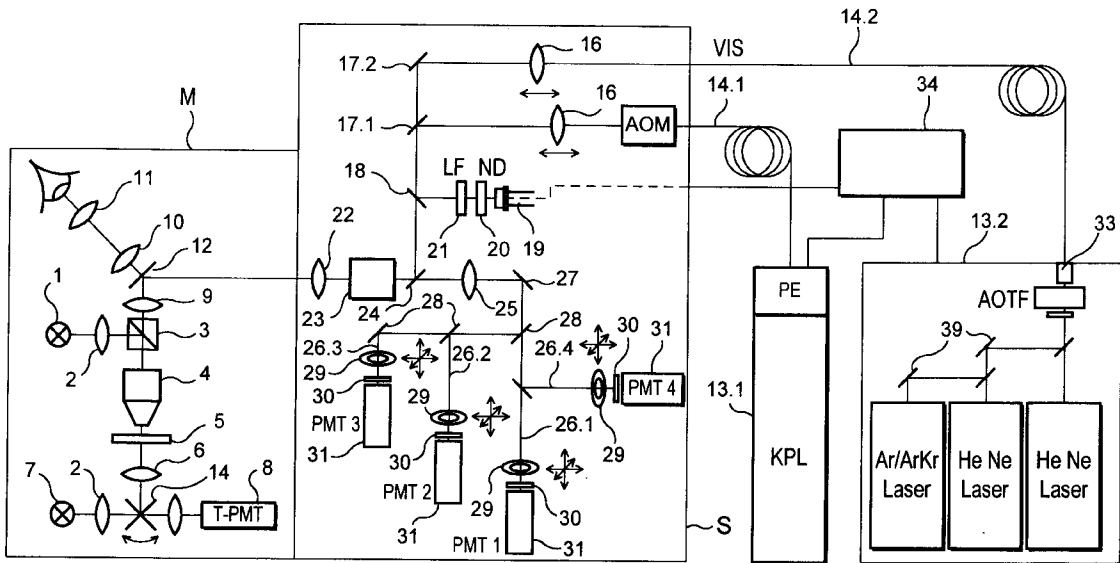 14.2
16
VIS
17.2
16
14.1
34
M
17.1
AOM
LF ND
18
11
22
21 20 19
13.2
33
10
12
27
PE
AOTF
1
9
23
24
25
28
28
30
31
39
3
26.3
26.2
26.4
2
29
PMT 4
4
29
29
13.1
30
PMT 3
5
30
26.1
KPL
Ar/ArKr
Laser
He Ne
Laser
He Ne
Laser
6
31
29
7
2
14
8
PMT 2
30
T-PMT
S
31
PMT 1
31